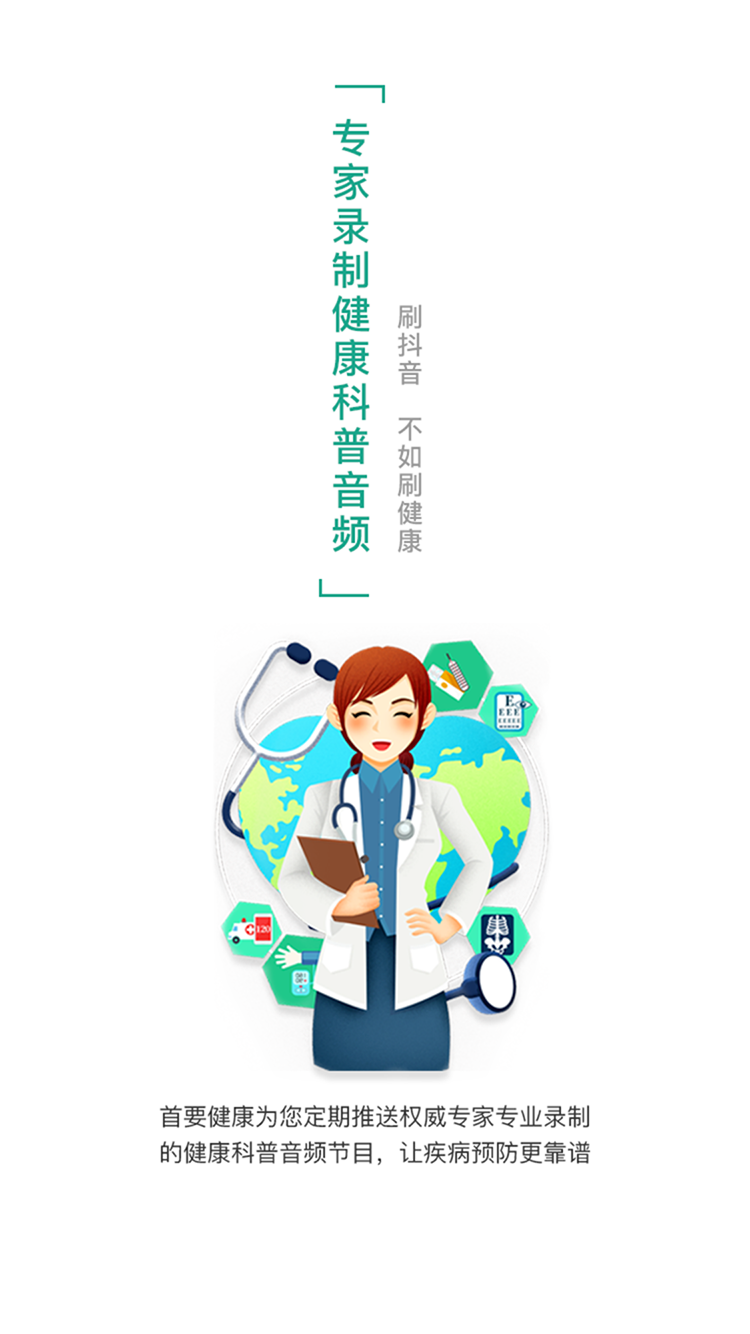 专家录制健康科普音频
刷抖音 不如刷健康
E
EEE
120
首要健康为您定期推送权威专家专业录制
的健康科普音频节目，让疾病预防更靠谱